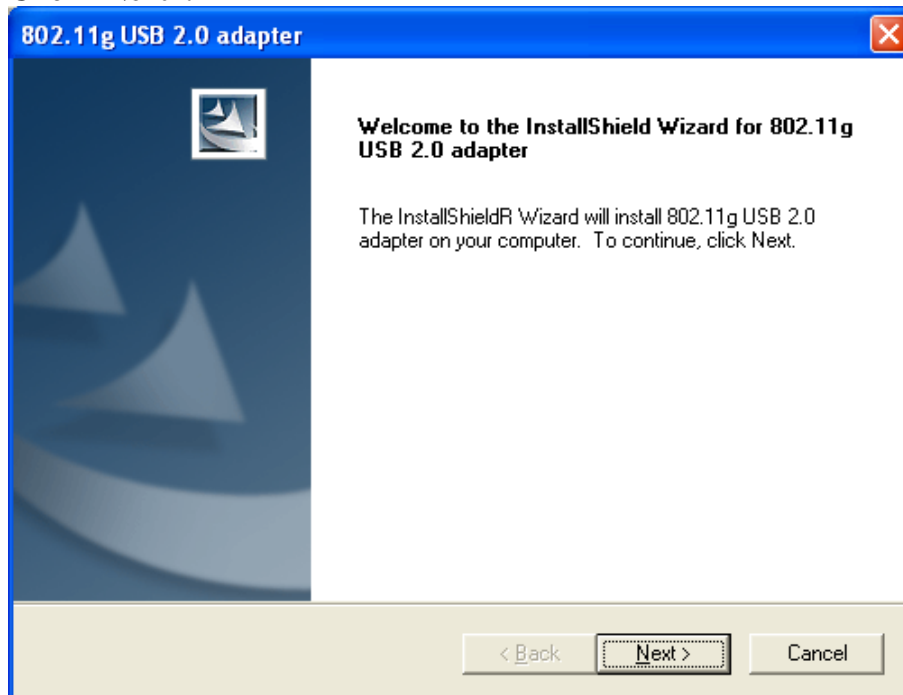 802.11g USB 2.0 adapter
Welcome to the InstallShield Wizard for 802.11g
USB 2.0 adapter
The InstallShieldR Wizard will install 802.11g USB 2.0
adapter on your computer. To continue, click Next.
< Back Next > Cancel